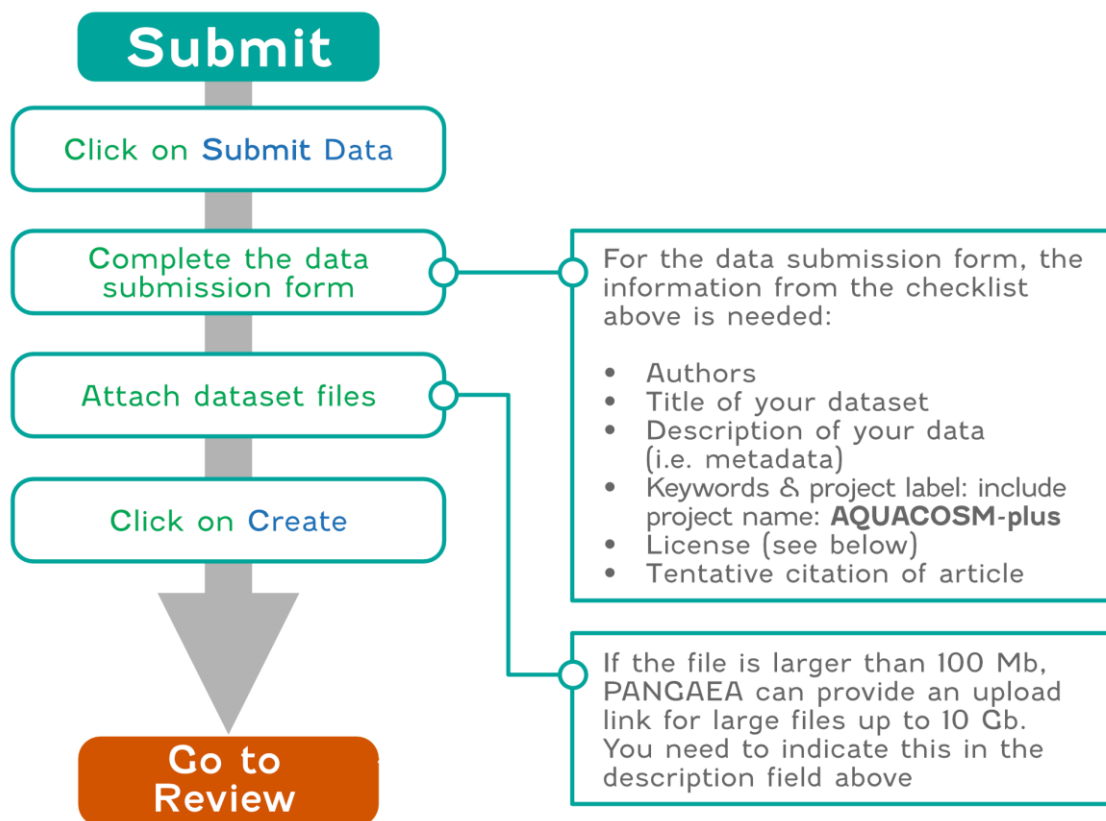 Submit
Click on Submit Data
Complete the data
submission form
Attach dataset files
Click on Create
Go to
Review
For the data submission form, the
information from the checklist
above is needed:
• Authors
• Title of your dataset
• Description of your data
(i.e. metadata)
• Keywords & project label: include
project name: AQUACOSM-plus
• License (see below)
• Tentative citation of article
If the file is larger than 100 Mb,
PANGAEA can provide an upload
link for large files up to 10 Gb.
You need to indicate this in the
description field above